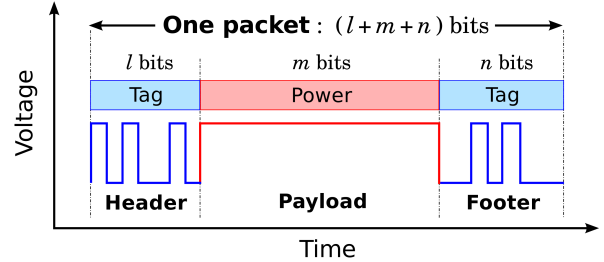 One packet : (l+m+n) bits
l bits m bits n bits
Tag Power Tag
Header Payload Footer
Voltage
Time